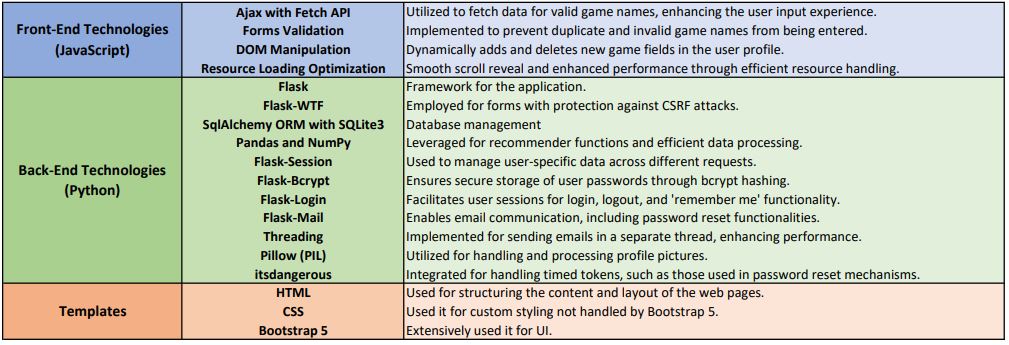 Front-End Technologies
(JavaScript)
Ajax with Fetch API Utilized to fetch data for valid game names, enhancing the user input experience.
Forms Validation Implemented to prevent duplicate and invalid game names from being entered.
DOM Manipulation Dynamically adds and deletes new game fields in the user profile.
Resource Loading Optimization Smooth scroll reveal and enhanced performance through efficient resource handling.
Back-End Technologies
(Python)
Flask Framework for the application.
Flask-WTF Employed for forms with protection against CSRF attacks.
SqlAlchemy ORM with SQLite3 Database management
Pandas and NumPy Leveraged for recommender functions and efficient data processing.
Flask-Session Used to manage user-specific data across different requests.
Flask-Bcrypt Ensures secure storage of user passwords through bcrypt hashing.
Flask-Login Facilitates user sessions for login, logout, and 'remember me' functionality.
Flask-Mail Enables email communication, including password reset functionalities.
Threading Implemented for sending emails in a separate thread, enhancing performance.
Pillow (PIL) Utilized for handling and processing profile pictures.
itsdangerous Integrated for handling timed tokens, such as those used in password reset mechanisms.
Templates
HTML Used for structuring the content and layout of the web pages.
CSS Used it for custom styling not handled by Bootstrap 5.
Bootstrap 5 Extensively used it for UI.